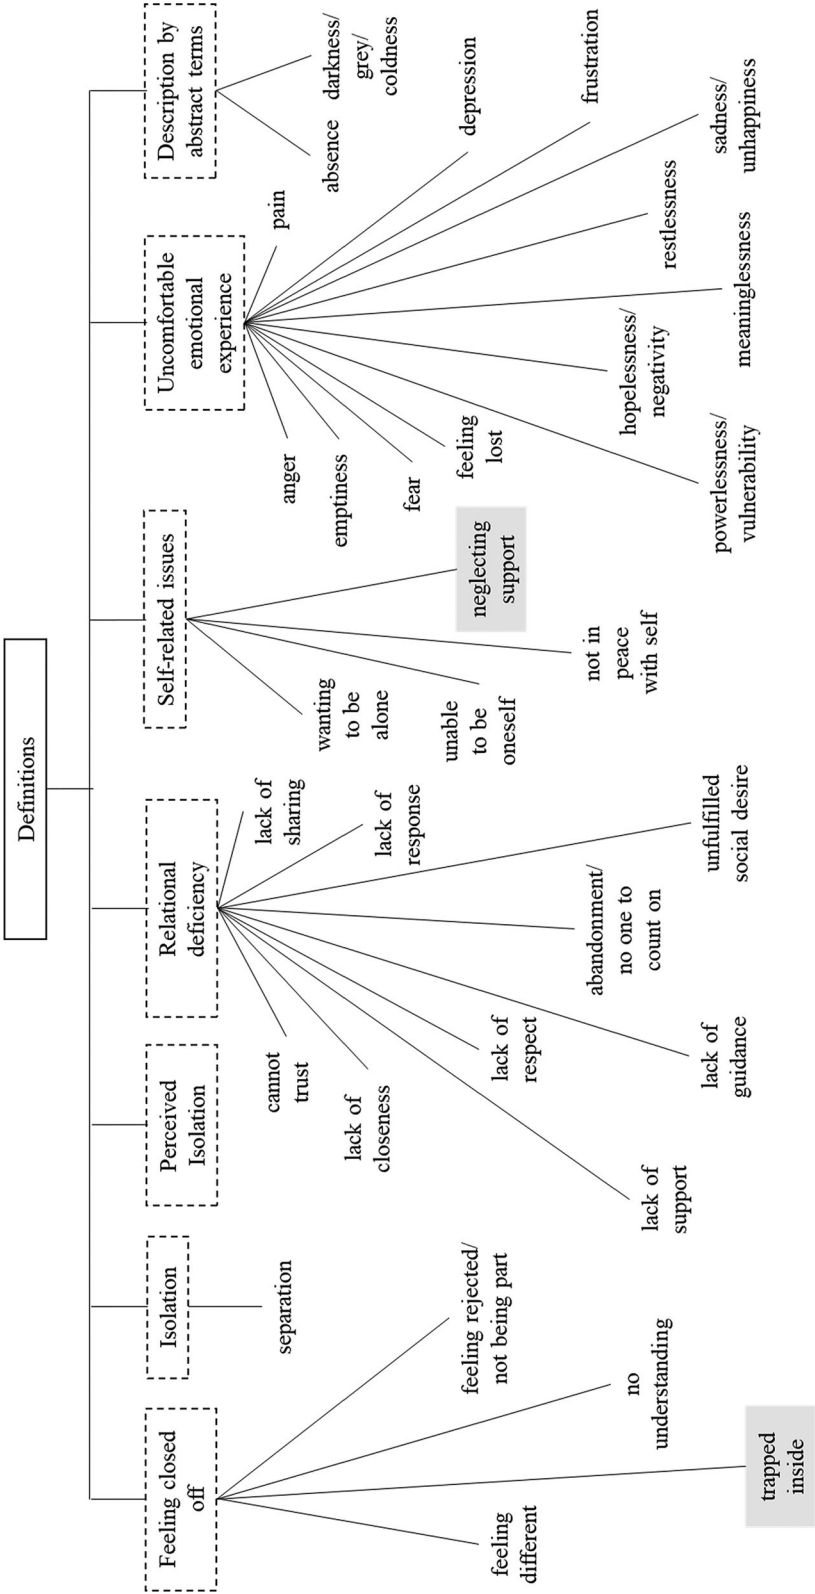 Definitions
Feeling closed
off
Isolation
Perceived
Isolation
Relational
deficiency
Self-related issues
Uncomfortable
emotional
experience
Description by
abstract terms
feeling
different
trapped
inside
no
understanding
feeling rejected/
not being part
separation
cannot
trust
lack of
closeness
lack of
support
lack of
respect
lack of
guidance
abandonment/
no one to
count on
unfulfilled
social desire
lack of
response
lack of
sharing
wanting
to be
alone
unable
to be
oneself
not in
peace
with self
neglecting
support
anger
emptiness
fear
feeling
lost
powerlessness/
vulnerability
hopelessness/
negativity
meaninglessness
restlessness
sadness/
unhappiness
frustration
depression
pain
absence
darkness/
grey/
coldness